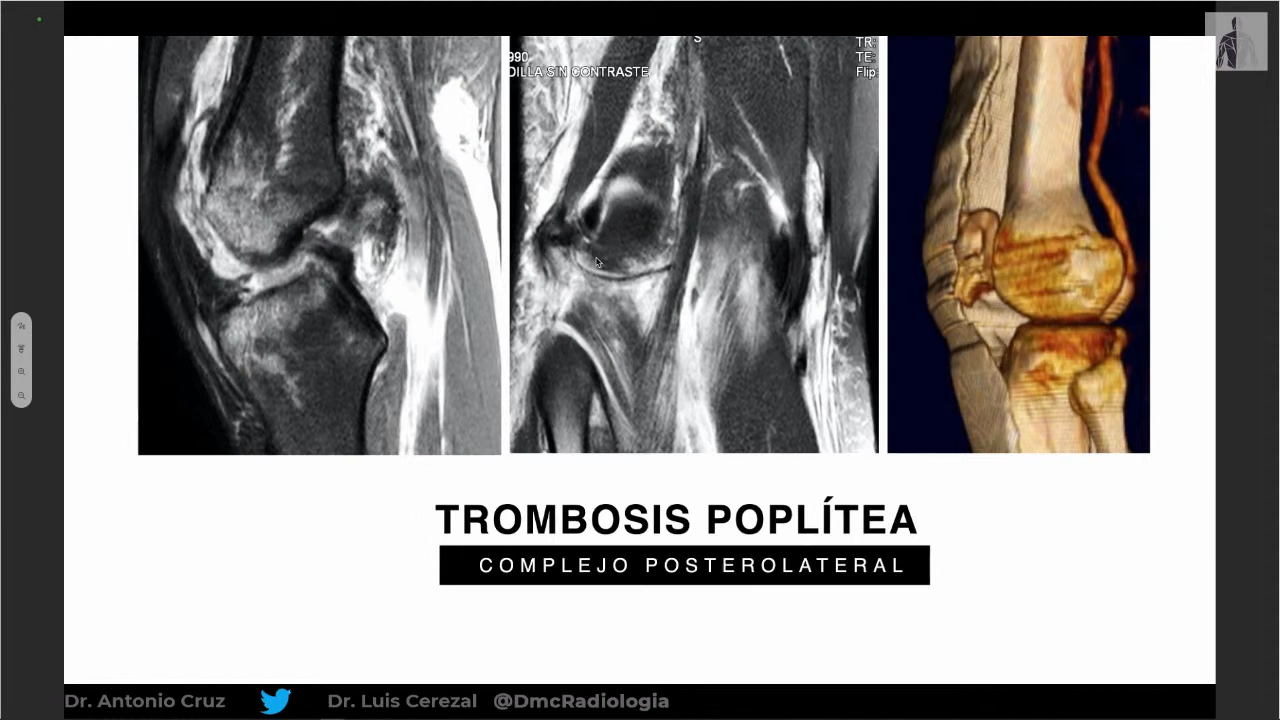 S
990
DILLA SIN CONTRASTE
TR:
TE:
Flip
TROMBOSIS POPLÍTEA
COMPLEJO POSTEROLATERAL
Dr. Antonio Cruz Dr. Luis Cerezal @DmcRadiologia